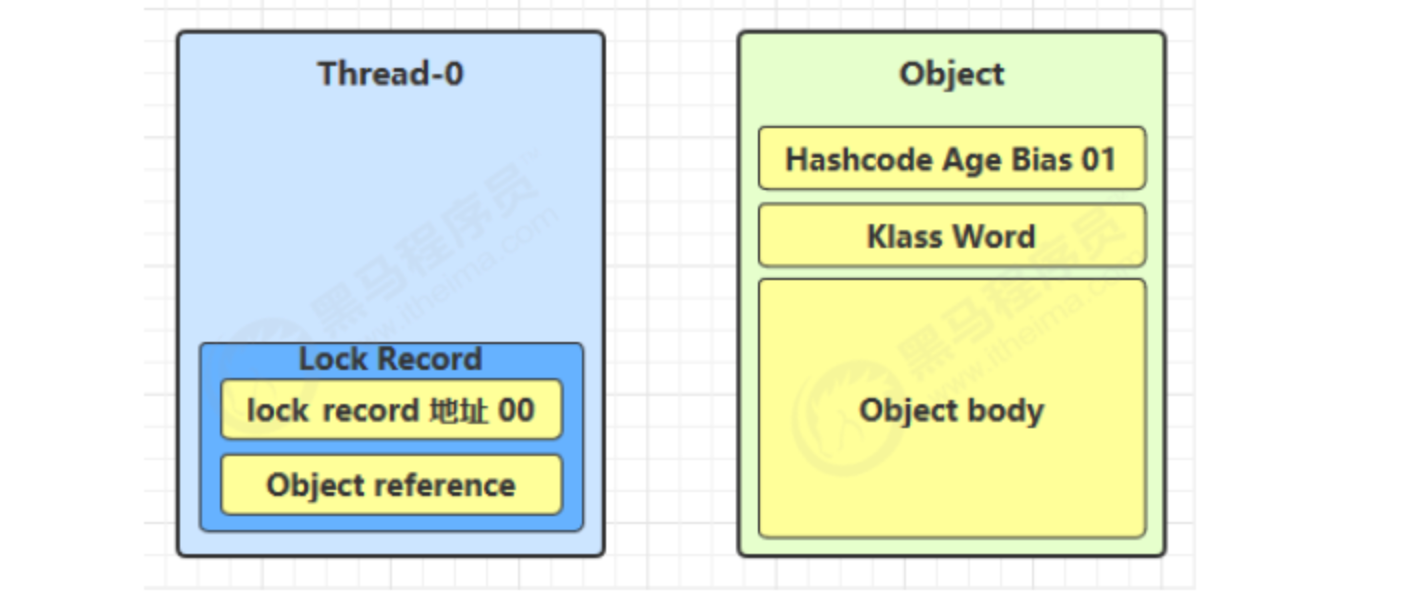 Thread-0
Lock Record
lock record 地址 00
Object reference
Object
Hashcode Age Bias 01
Klass Word
Object body
黑马程序员
www.itheima.com
黑马程序员
www.itheima.com